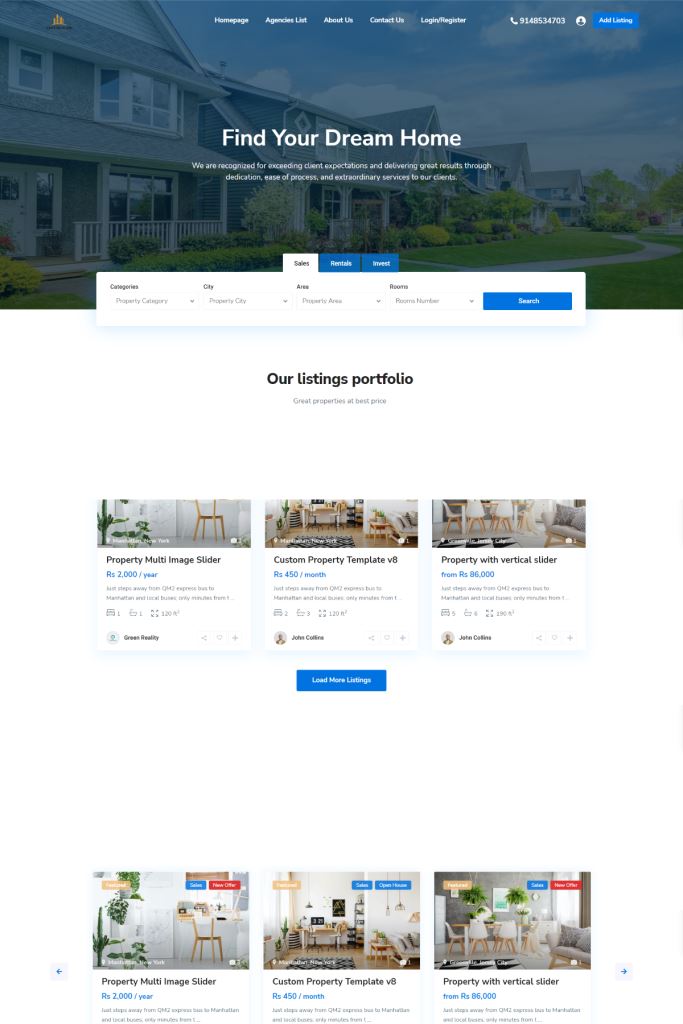 Homepage
Agencies List
About Us
Contact Us
Login/Register
9148534703
Add Listing
Find Your Dream Home
We are recognized for exceeding client expectations and delivering great results through
dedication, ease of process, and extraordinary services to our clients.
Sales
Rentals
Invest
Categories
City
Area
Rooms
Property Category
Property City
Property Area
Rooms Number
Search
Our listings portfolio
Great properties at best price
Manhattan, New York
Manhattan, New York
1
Greenville, Jersey City
1
Property Multi Image Slider
Rs 2,000 / year
Just steps away from QM2 express bus to
Manhattan and local buses; only minutes from t ...
1 1 120 ft²
Green Reality
Custom Property Template v8
Rs 450 / month
Just steps away from QM2 express bus to
Manhattan and local buses; only minutes from t ...
2 3 120 ft²
John Collins
Property with vertical slider
from Rs 86,000
Just steps away from QM2 express bus to
Manhattan and local buses; only minutes from t ...
5 6 190 ft²
John Collins
Load More Listings
Featured
Sales
New Offer
Manhattan, New York
Property Multi Image Slider
Rs 2,000 / year
Just steps away from QM2 express bus to Manhattan
and local buses; only minutes from t ...
Featured
Sales
Open House
3 21
Manhattan, New York
1
Custom Property Template v8
Rs 450 / month
Just steps away from QM2 express bus to Manhattan
and local buses; only minutes from t ...
Featured
Sales
New Offer
Greenville, Jersey City
1
Property with vertical slider
from Rs 86,000
Just steps away from QM2 express bus to Manhattan
and local buses; only minutes from t ...